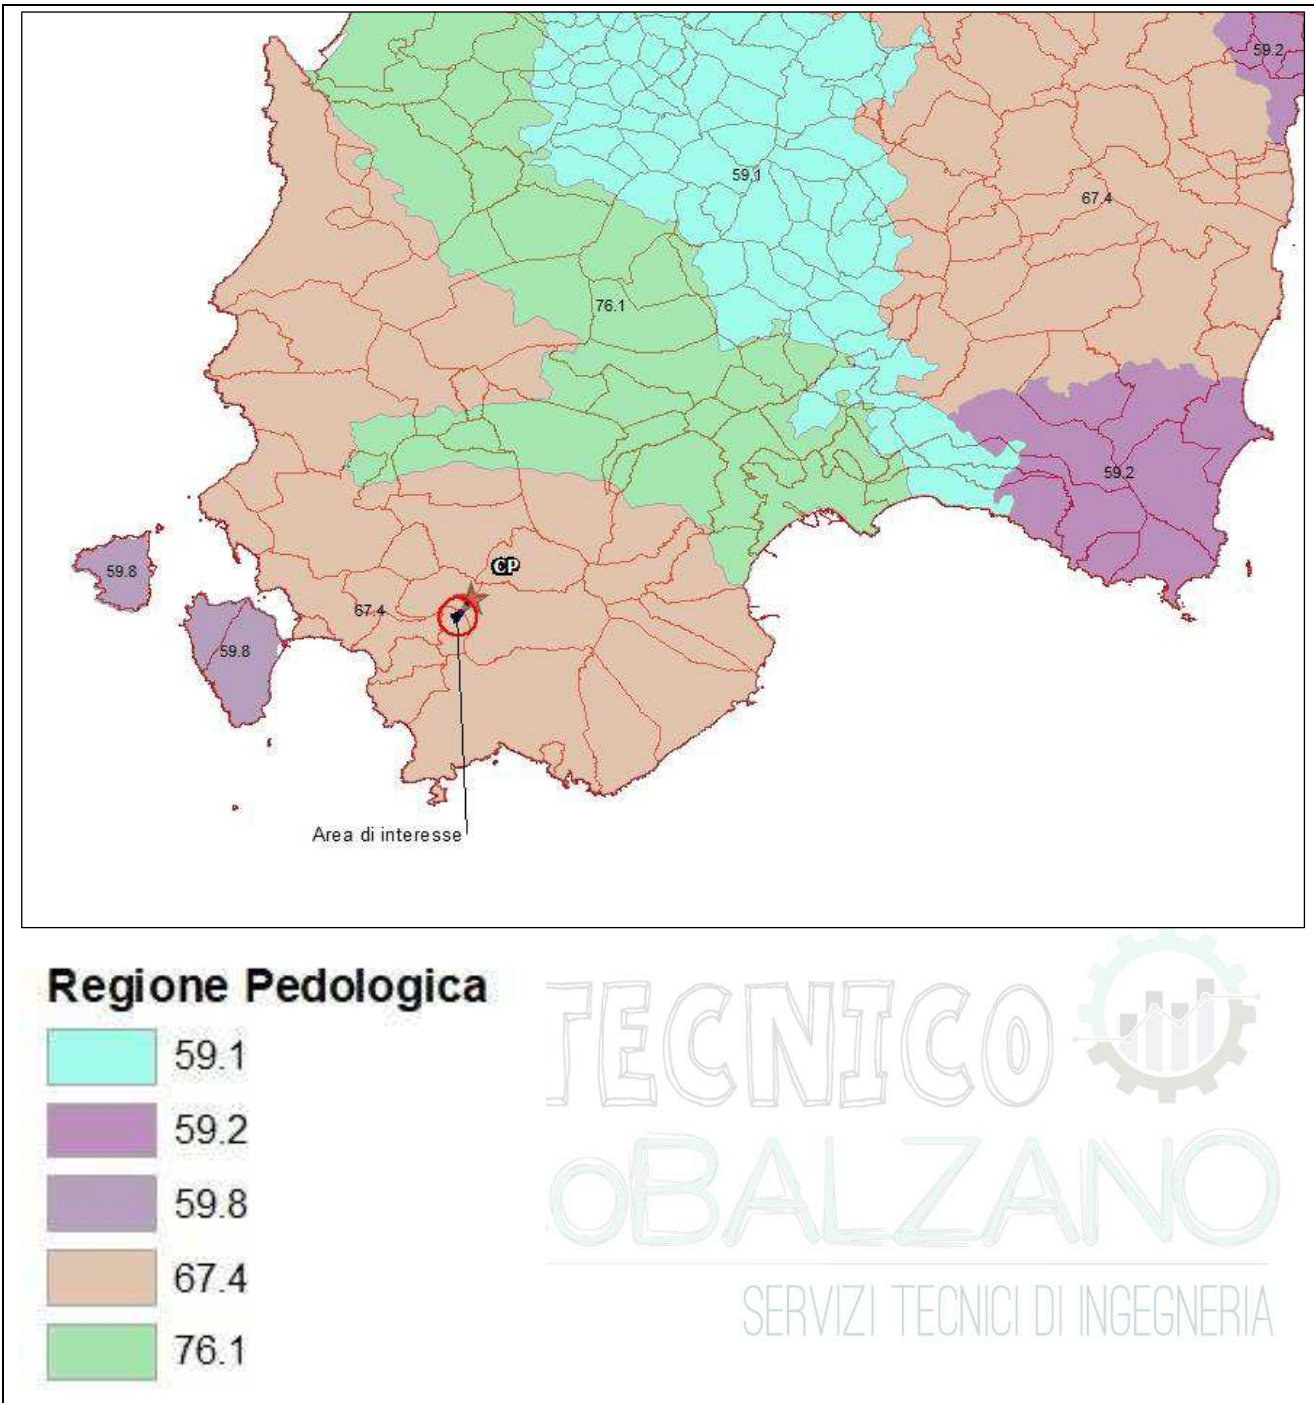 59.2
59.1
67.4
76.1
59.2
CP
59.8
67.4
59.8
Area di interesse
Regione Pedologica
59.1
59.2
59.8
67.4
76.1
TECNICO
oBALZANO
SERVIZI TECNICI DI INGEGNERIA